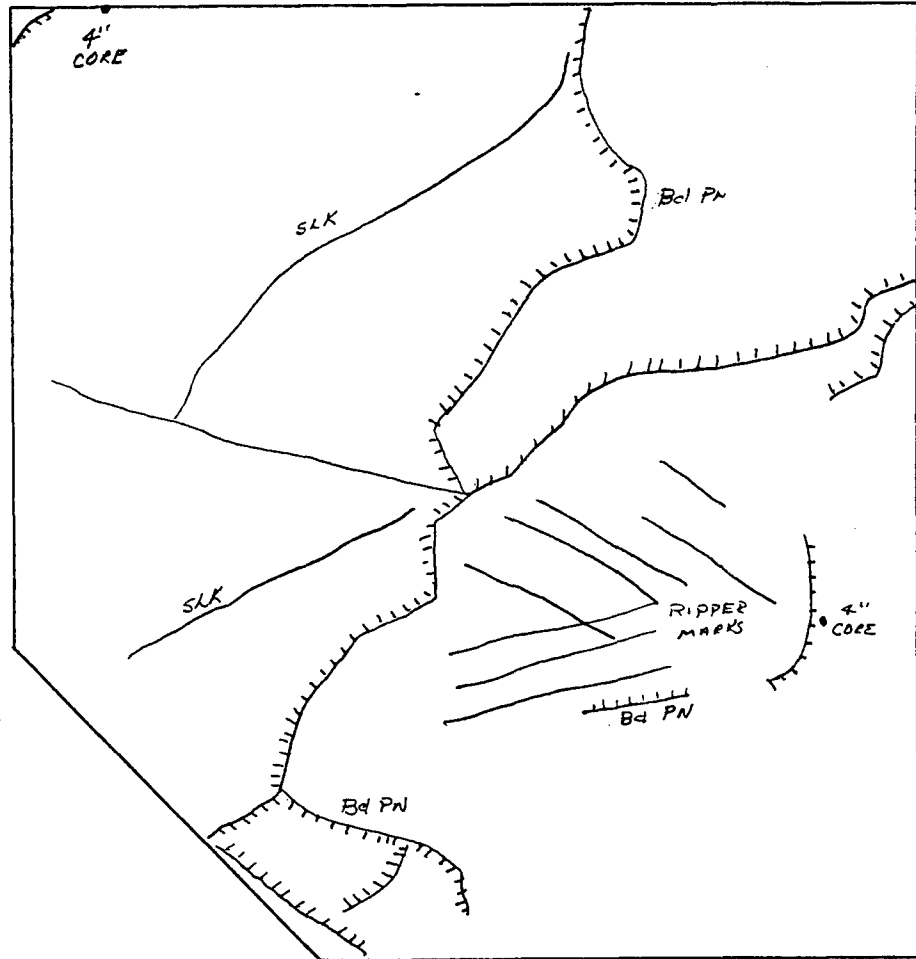 4"
CORE
SLK
Bd PN
SLK
RIPPER
MARKS
4"
CORE
Bd PN
Bd PN